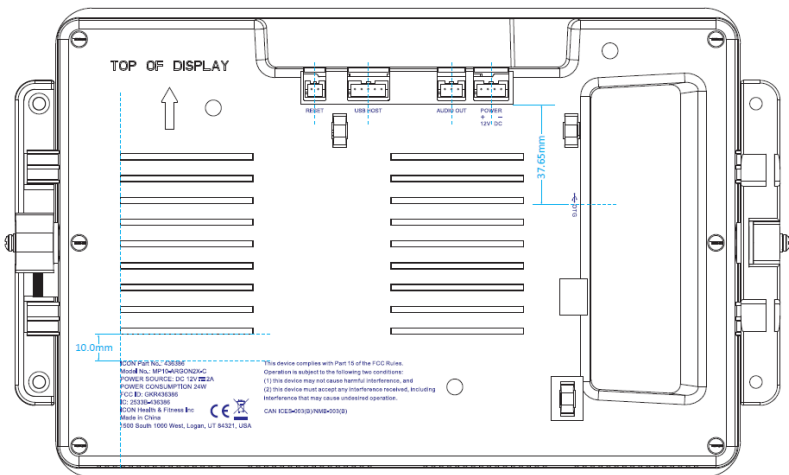 TOP OF DISPLAY
RESET
USB HOST
AUDIO OUT
POWER
+ | –
12V DC
37.65mm
OTG
10.0mm
ICON Part No.: 436386
Model No.: MP10-ARGON2X-C
POWER SOURCE: DC 12V 2A
POWER CONSUMPTION 24W
FCC ID: GKR436386
IC: 2533B-436386
ICON Health & Fitness Inc
Made in China
1500 South 1000 West, Logan, UT 84321, USA
This device complies with Part 15 of the FCC Rules.
Operation is subject to the following two conditions:
(1) this device may not cause harmful interference, and
(2) this device must accept any interference received, including
interference that may cause undesired operation.
CAN ICES-003(B)/NMB-003(B)
CE